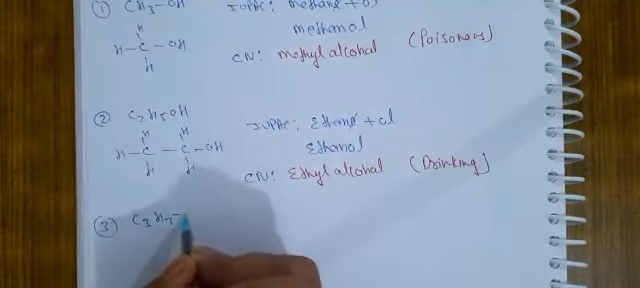 ① CH3-OH IUPAC: methane + ol
methanol
H
H-C-OH
H
CN: Methyl alcohol (Poisonous)
② C2H5OH
IUPAC: Ethane + ol
H H
Ethanol
H-C-C-OH
H H
CN: Ethyl alcohol (Drinking)
③ C3H7-